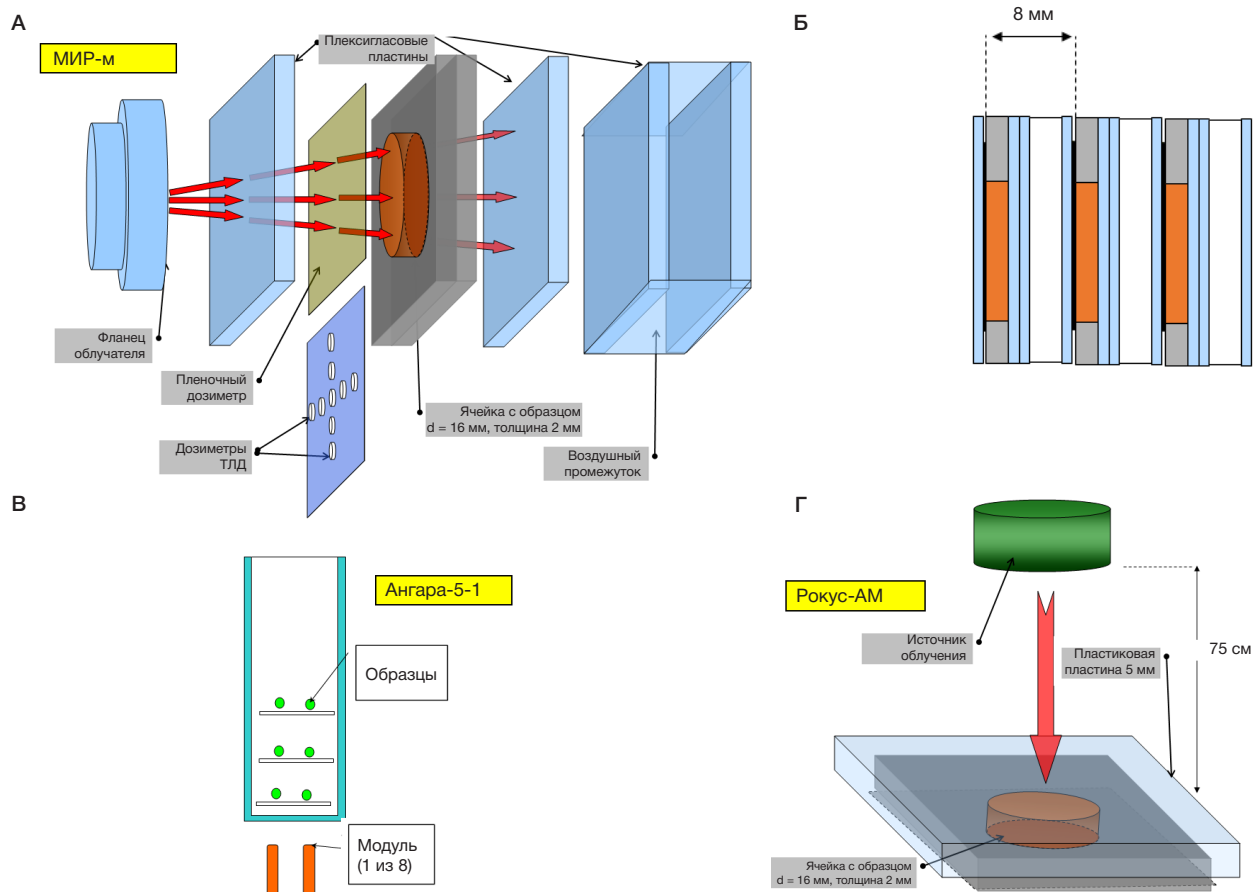 А
МИР-м
Плексигласовые
пластины
Фланец
облучателя
Пленочный
дозиметр
Дозиметры
ТЛД
Ячейка с образцом
d = 16 мм, толщина 2 мм
Воздушный
промежуток
Б
8 мм
В
Ангара-5-1
Образцы
Модуль
(1 из 8)
Г
Рокус-АМ
Источник
облучения
75 см
Пластиковая
пластина 5 мм
Ячейка с образцом
d = 16 мм, толщина 2 мм